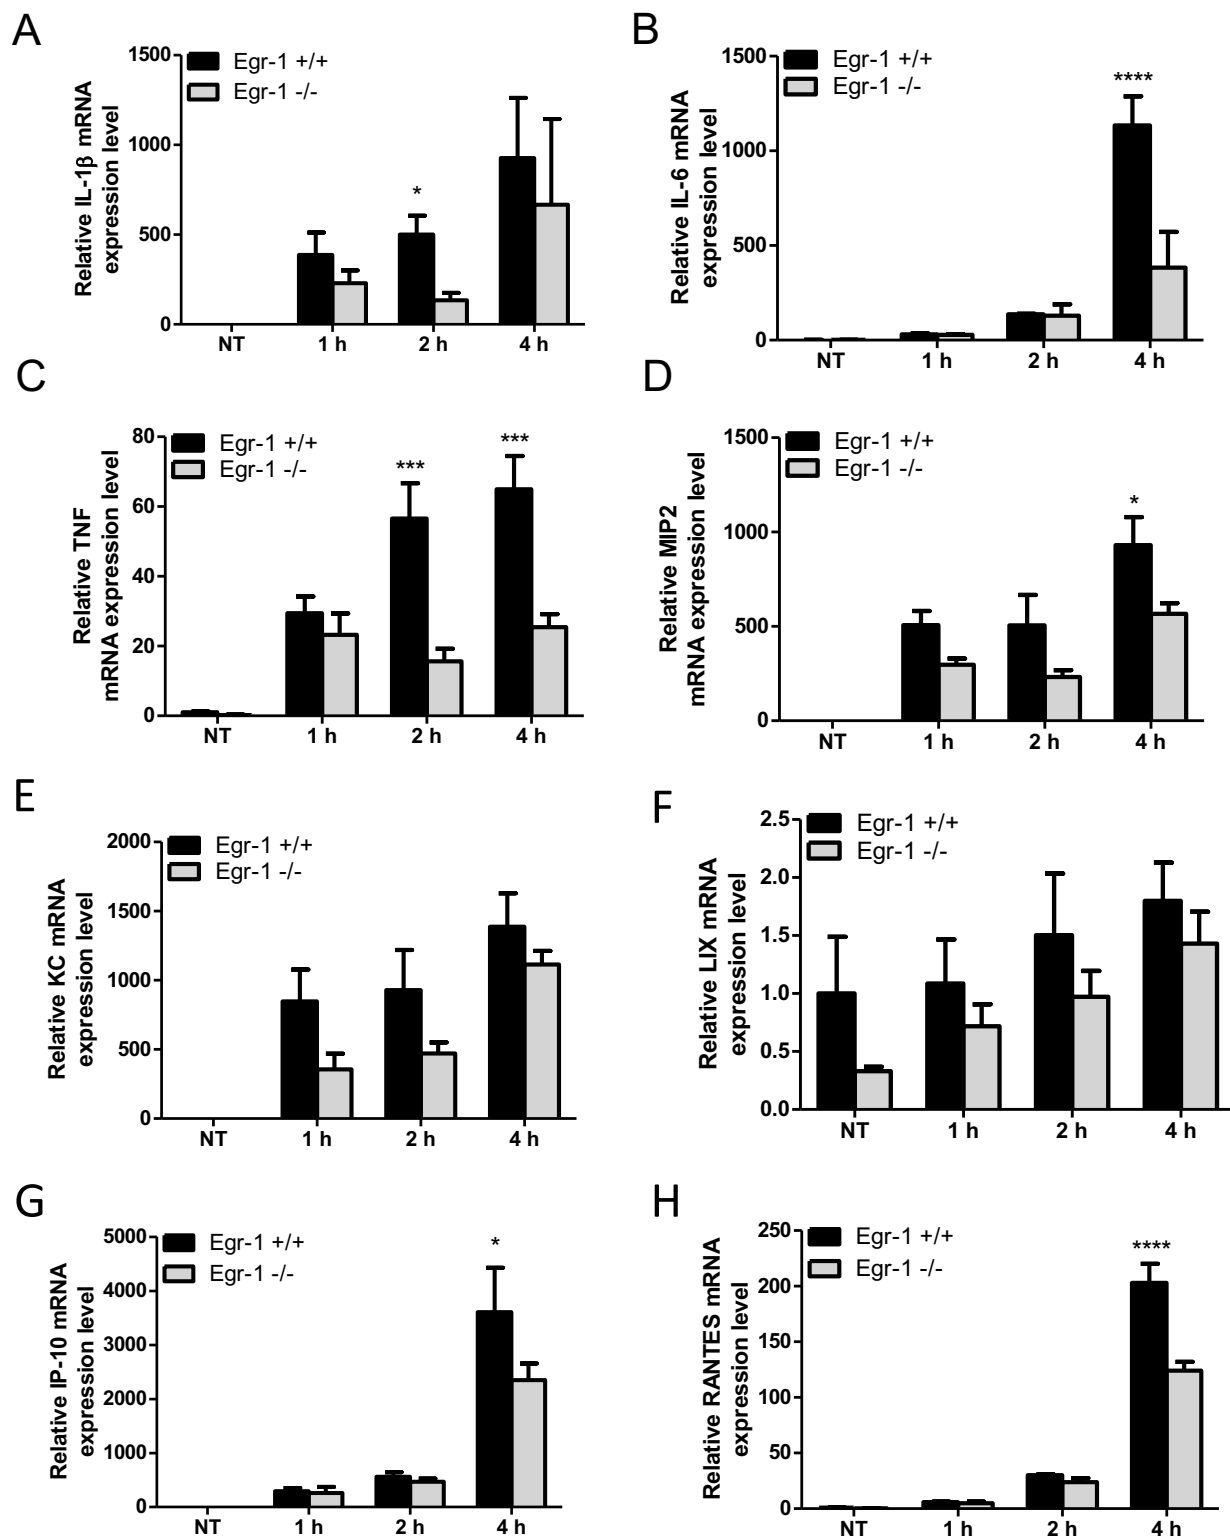 A
Relative IL-1β mRNA
expression level
1500
1000
500
0
Egr-1 +/+
Egr-1 -/-
*
NT 1 h 2 h 4 h
B
Relative IL-6 mRNA
expression level
1500
1000
500
0
Egr-1 +/+
Egr-1 -/-
****
NT 1 h 2 h 4 h
C
Relative TNF
mRNA expression level
80
60
40
20
0
Egr-1 +/+
Egr-1 -/-
*** ***
NT 1 h 2 h 4 h
D
Relative MIP2
mRNA expression level
1500
1000
500
0
Egr-1 +/+
Egr-1 -/-
*
NT 1 h 2 h 4 h
E
Relative KC mRNA
expression level
2000
1500
1000
500
0
Egr-1 +/+
Egr-1 -/-
NT 1 h 2 h 4 h
F
Relative LIX mRNA
expression level
2.5
2.0
1.5
1.0
0.5
0.0
Egr-1 +/+
Egr-1 -/-
NT 1 h 2 h 4 h
G
Relative IP-10 mRNA
expression level
5000
4000
3000
2000
1000
0
Egr-1 +/+
Egr-1 -/-
*
NT 1 h 2 h 4 h
H
Relative RANTES mRNA
expression level
250
200
150
100
50
0
Egr-1 +/+
Egr-1 -/-
****
NT 1 h 2 h 4 h